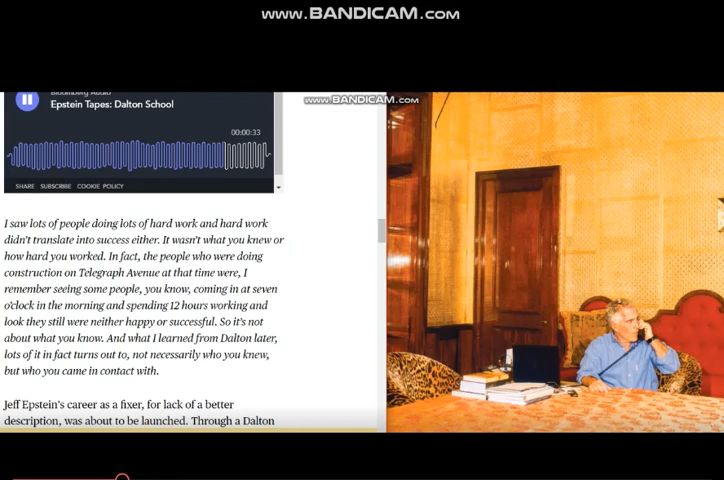 www.BANDICAM.com
Bloomberg Audio
Epstein Tapes: Dalton School
www.BANDICAM.com
00:00:33
SHARE SUBSCRIBE COOKIE POLICY
I saw lots of people doing lots of hard work and hard work
didn't translate into success either. It wasn't what you knew or
how hard you worked. In fact, the people who were doing
construction on Telegraph Avenue at that time were, I
remember seeing some people, you know, coming in at seven
o'clock in the morning and spending 12 hours working and
look they still were neither happy or successful. So it's not
about what you know. And what I learned from Dalton later,
lots of it in fact turns out to, not necessarily who you knew,
but who you came in contact with.
Jeff Epstein's career as a fixer, for lack of a better
description, was about to be launched. Through a Dalton